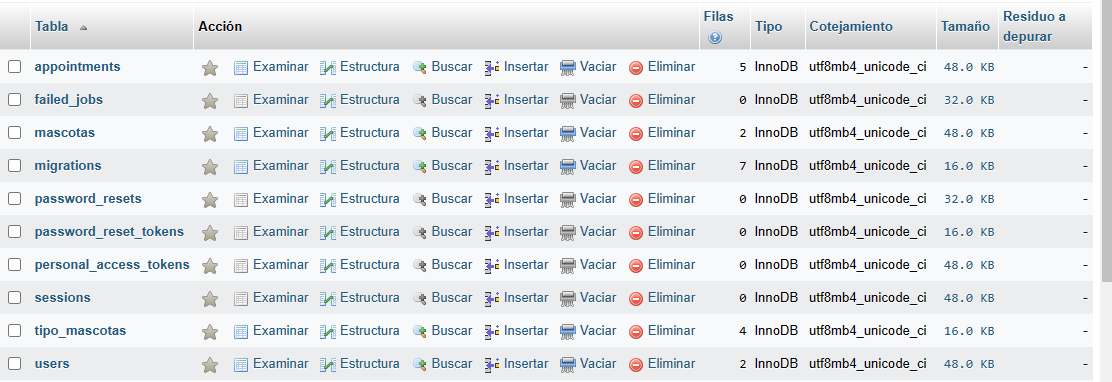 Tabla Acción Filas Tipo Cotejamiento Tamaño Residuo a depurar
appointments Examinar Estructura Buscar Insertar Vaciar Eliminar 5 InnoDB utf8mb4_unicode_ci 48.0 KB -
failed_jobs Examinar Estructura Buscar Insertar Vaciar Eliminar 0 InnoDB utf8mb4_unicode_ci 32.0 KB -
mascotas Examinar Estructura Buscar Insertar Vaciar Eliminar 2 InnoDB utf8mb4_unicode_ci 48.0 KB -
migrations Examinar Estructura Buscar Insertar Vaciar Eliminar 7 InnoDB utf8mb4_unicode_ci 16.0 KB -
password_resets Examinar Estructura Buscar Insertar Vaciar Eliminar 0 InnoDB utf8mb4_unicode_ci 32.0 KB -
password_reset_tokens Examinar Estructura Buscar Insertar Vaciar Eliminar 0 InnoDB utf8mb4_unicode_ci 16.0 KB -
personal_access_tokens Examinar Estructura Buscar Insertar Vaciar Eliminar 0 InnoDB utf8mb4_unicode_ci 48.0 KB -
sessions Examinar Estructura Buscar Insertar Vaciar Eliminar 0 InnoDB utf8mb4_unicode_ci 48.0 KB -
tipo_mascotas Examinar Estructura Buscar Insertar Vaciar Eliminar 4 InnoDB utf8mb4_unicode_ci 16.0 KB -
users Examinar Estructura Buscar Insertar Vaciar Eliminar 2 InnoDB utf8mb4_unicode_ci 48.0 KB -